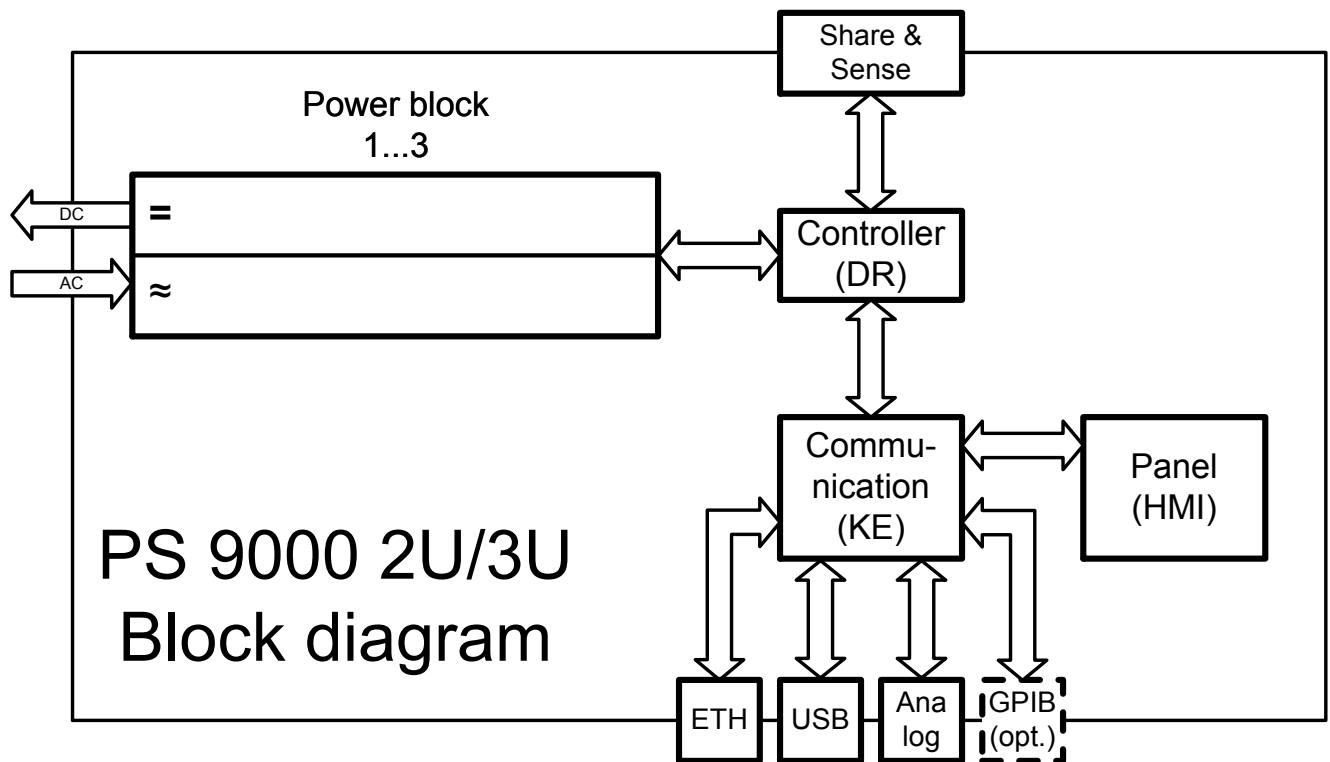 Share &
Sense
Power block
1...3
DC
=
AC
≈
Controller
(DR)
Commu-
nication
(KE)
Panel
(HMI)
PS 9000 2U/3U
Block diagram
ETH
USB
Ana
log
GPIB
(opt.)